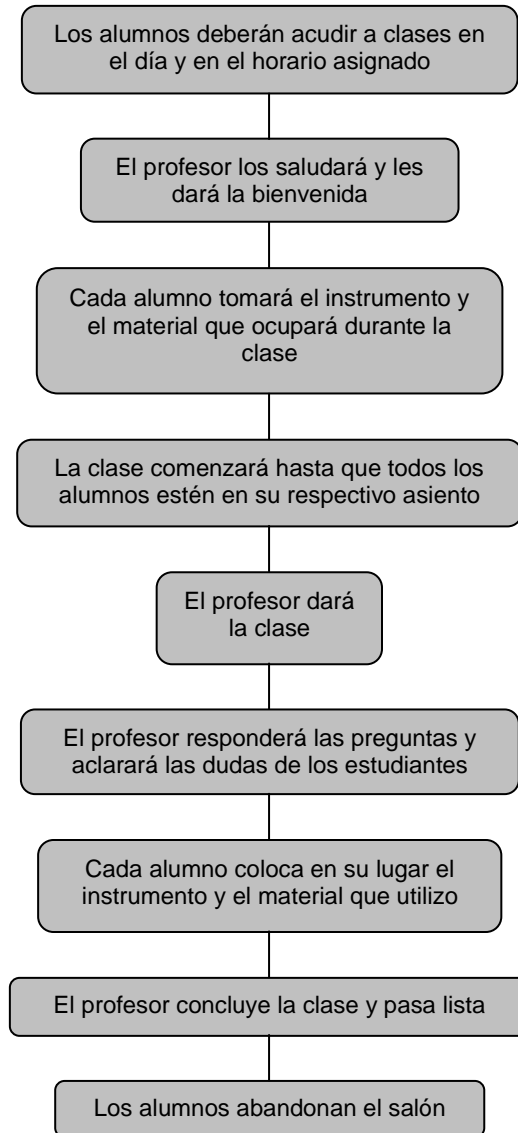 Los alumnos deberán acudir a clases en
el día y en el horario asignado
El profesor los saludará y les
dará la bienvenida
Cada alumno tomará el instrumento y
el material que ocupará durante la
clase
La clase comenzará hasta que todos los
alumnos estén en su respectivo asiento
El profesor dará
la clase
El profesor responderá las preguntas y
aclarará las dudas de los estudiantes
Cada alumno coloca en su lugar el
instrumento y el material que utilizo
El profesor concluye la clase y pasa lista
Los alumnos abandonan el salón